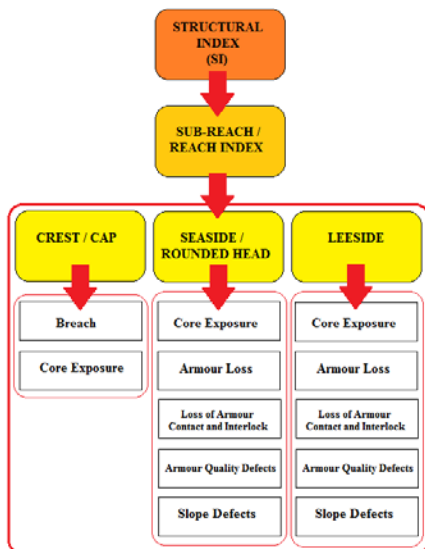 STRUCTURAL
INDEX
(SI)
SUB-REACH /
REACH INDEX
CREST / CAP
Breach
Core Exposure
SEASIDE /
ROUNDED HEAD
Core Exposure
Armour Loss
Loss of Armour
Contact and Interlock
Armour Quality Defects
Slope Defects
LEESIDE
Core Exposure
Armour Loss
Loss of Armour
Contact and Interlock
Armour Quality Defects
Slope Defects